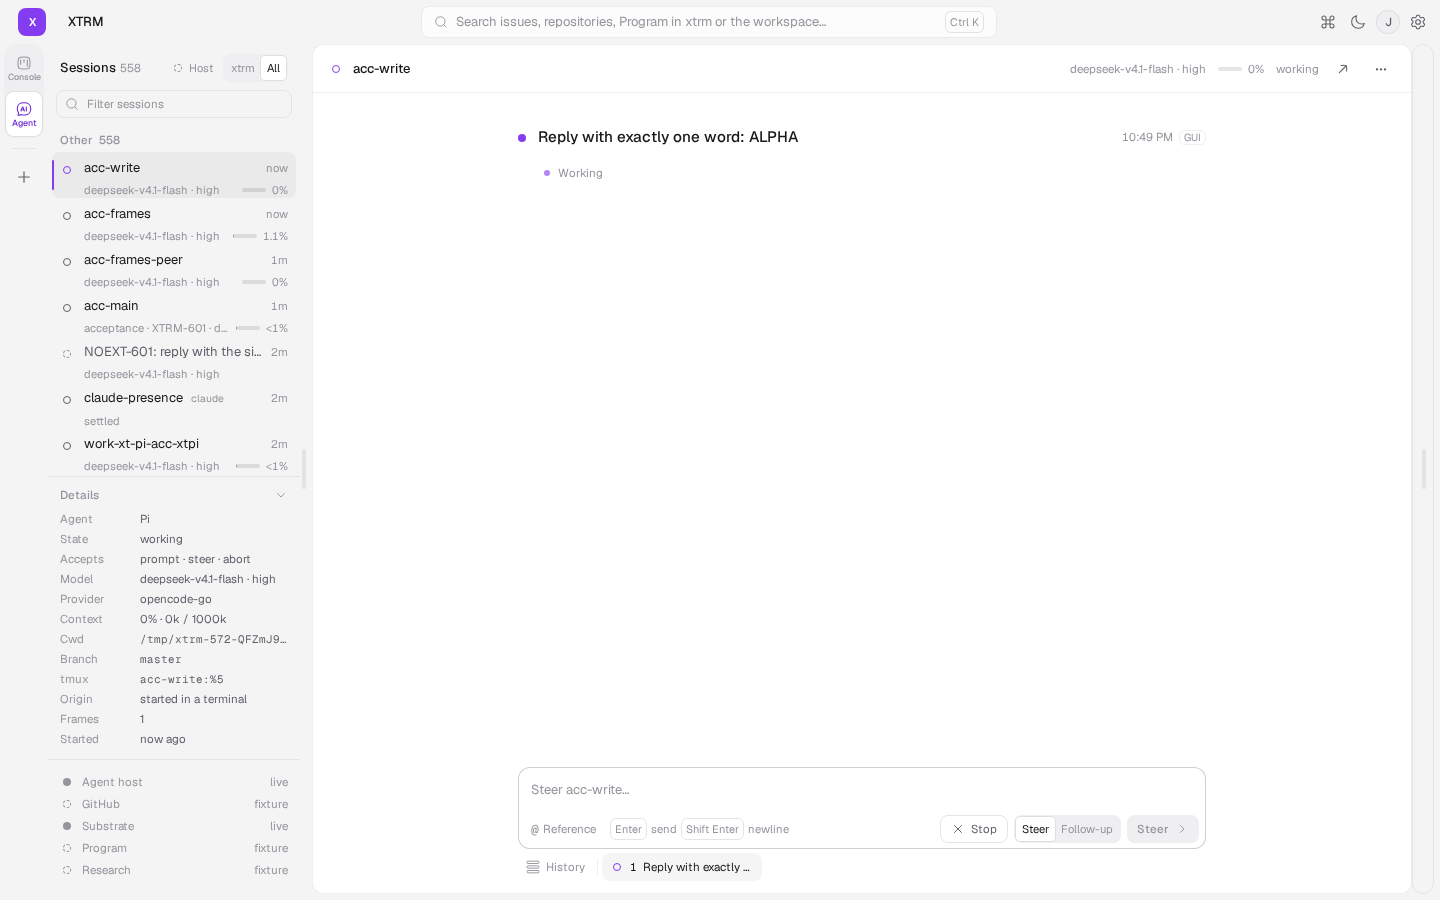 X XTRM
Search issues, repositories, Program in xtrm or the workspace... Ctrl K
J
Console
AI
Agent
Sessions 558 Host xtrm All
Filter sessions
Other 558
acc-write now
deepseek-v4.1-flash · high 0%
acc-frames now
deepseek-v4.1-flash · high 1.1%
acc-frames-peer 1m
deepseek-v4.1-flash · high 0%
acc-main 1m
acceptance · XTRM-601 · d... <1%
NOEXT-601: reply with the si... 2m
deepseek-v4.1-flash · high
claude-presence claude 2m
settled
work-xt-pi-acc-xtpi 2m
deepseek-v4.1-flash · high <1%
Details
Agent Pi
State working
Accepts prompt · steer · abort
Model deepseek-v4.1-flash · high
Provider opencode-go
Context 0% · 0k / 1000k
Cwd /tmp/xtrm-572-QFZmJ9...
Branch master
tmux acc-write:%5
Origin started in a terminal
Frames 1
Started now ago
Agent host live
GitHub fixture
Substrate live
Program fixture
Research fixture
acc-write deepseek-v4.1-flash · high 0% working
Reply with exactly one word: ALPHA 10:49 PM GUI
Working
Steer acc-write...
@ Reference Enter send Shift Enter newline Stop Steer Follow-up Steer
History 1 Reply with exactly ...